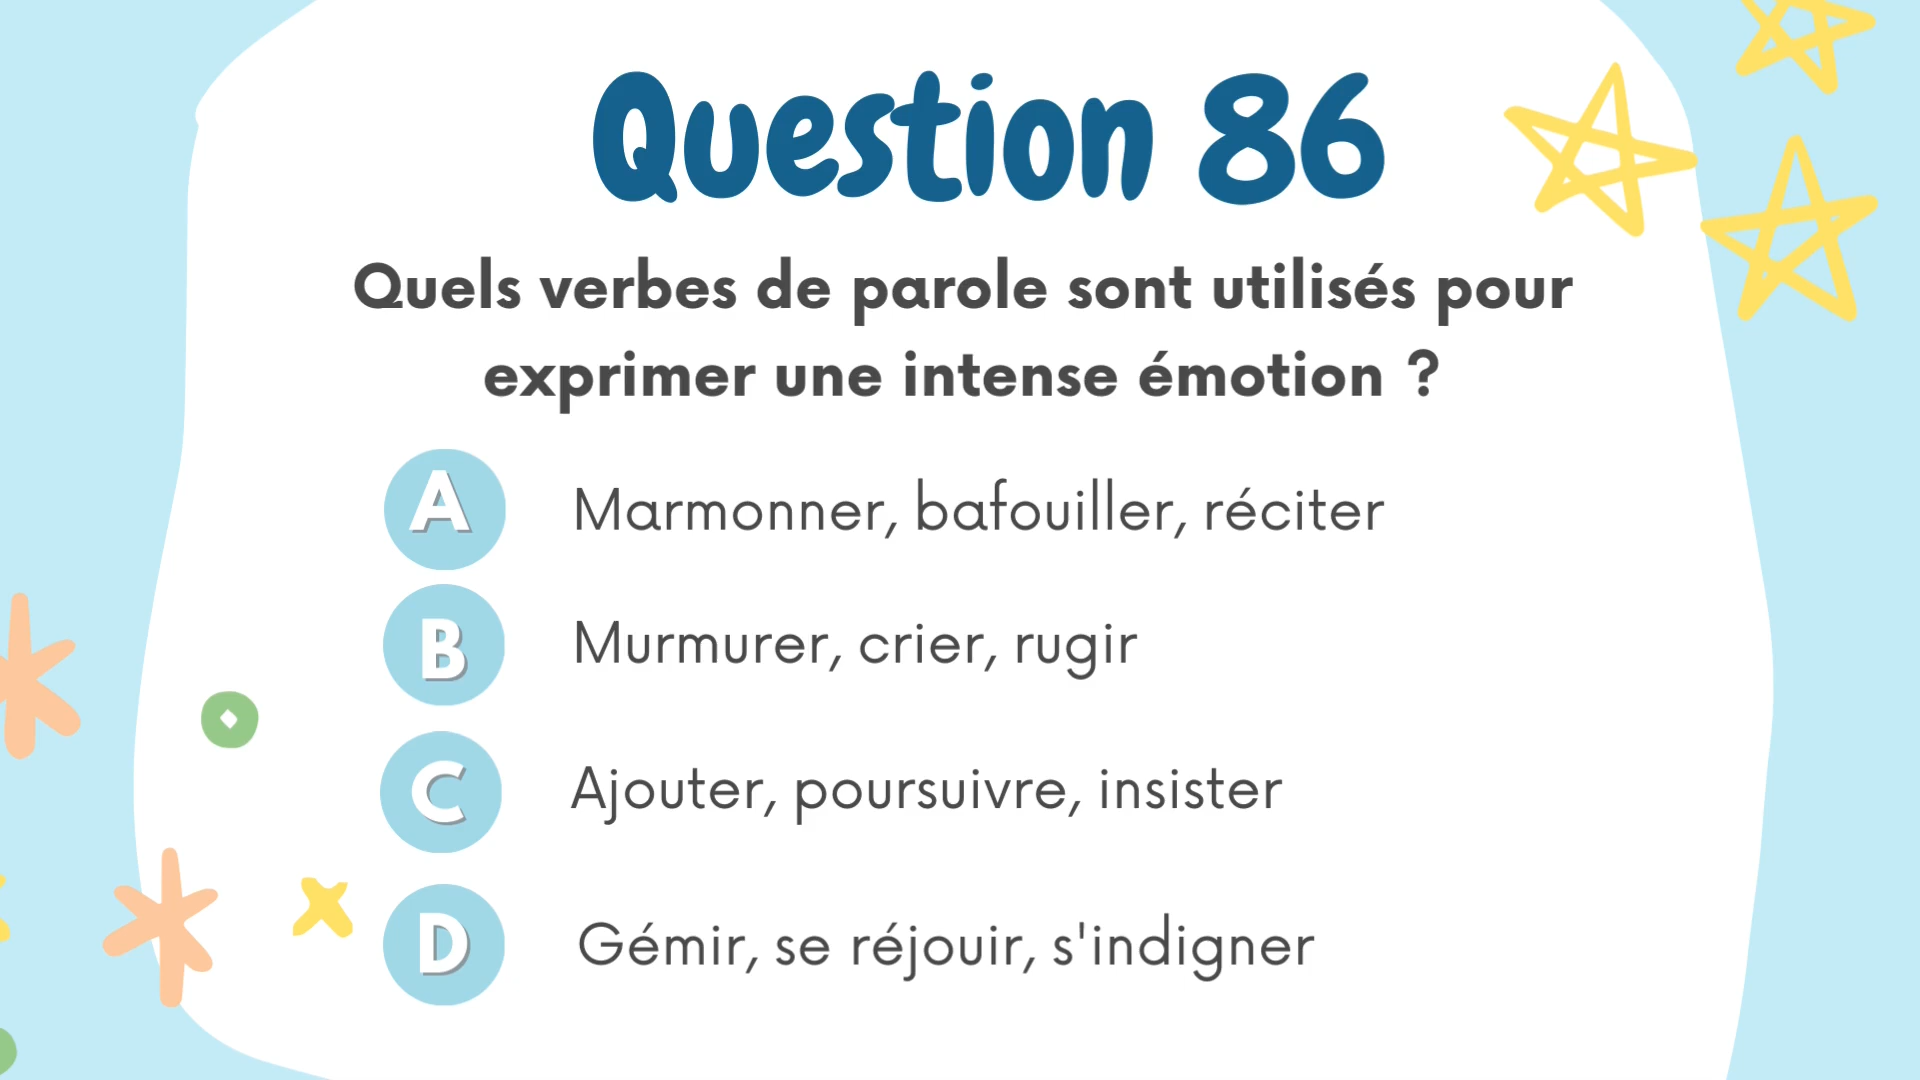 Question 86
Quels verbes de parole sont utilisés pour
exprimer une intense émotion ?
A Marmonner, bafouiller, réciter
B Murmurer, crier, rugir
C Ajouter, poursuivre, insister
D Gémir, se réjouir, s'indigner